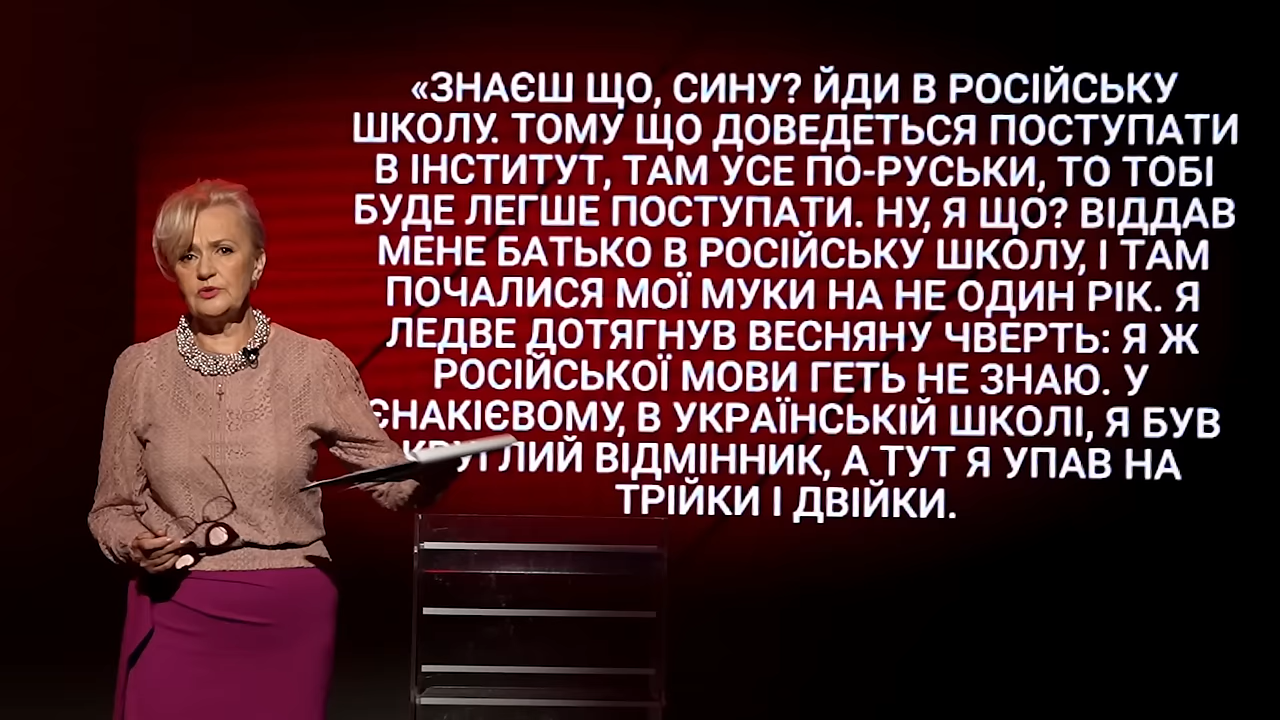 «ЗНАЄШ ЩО, СИНУ? ЙДИ В РОСІЙСЬКУ
ШКОЛУ. ТОМУ ЩО ДОВЕДЕТЬСЯ ПОСТУПАТИ
В ІНСТИТУТ, ТАМ УСЕ ПО-РУСЬКИ, ТО ТОБІ
БУДЕ ЛЕГШЕ ПОСТУПАТИ. НУ, Я ЩО? ВІДДАВ
МЕНЕ БАТЬКО В РОСІЙСЬКУ ШКОЛУ, І ТАМ
ПОЧАЛИСЯ МОЇ МУКИ НА НЕ ОДИН РІК. Я
ЛЕДВЕ ДОТЯГНУВ ВЕСНЯНУ ЧВЕРТЬ: Я Ж
РОСІЙСЬКОЇ МОВИ ГЕТЬ НЕ ЗНАЮ. У
ЄНАКІЄВОМУ, В УКРАЇНСЬКІЙ ШКОЛІ, Я БУВ
КРУГЛИЙ ВІДМІННИК, А ТУТ Я УПАВ НА
ТРІЙКИ І ДВІЙКИ.